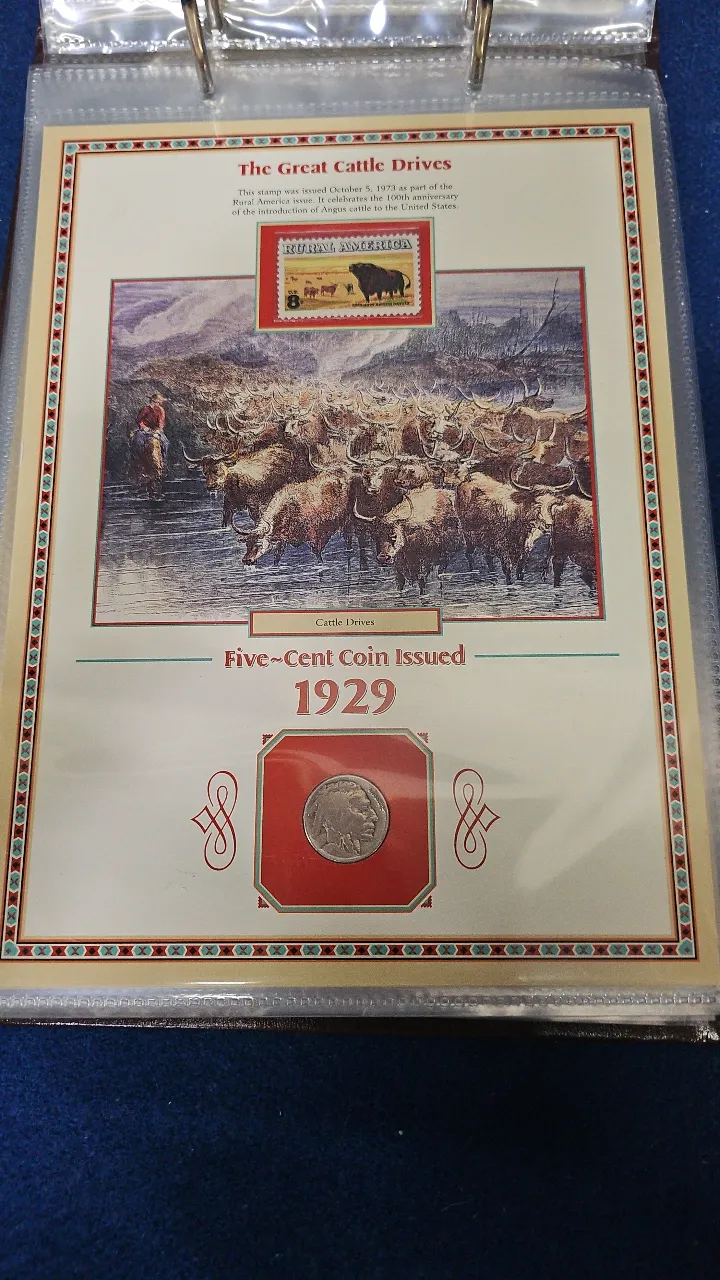 The Great Cattle Drives
This stamp was issued October 5, 1973 as part of the
Rural America issue. It celebrates the 100th anniversary
of the introduction of Angus cattle to the United States.
RURAL AMERICA
8
Cattle Drives
Five~Cent Coin Issued
1929